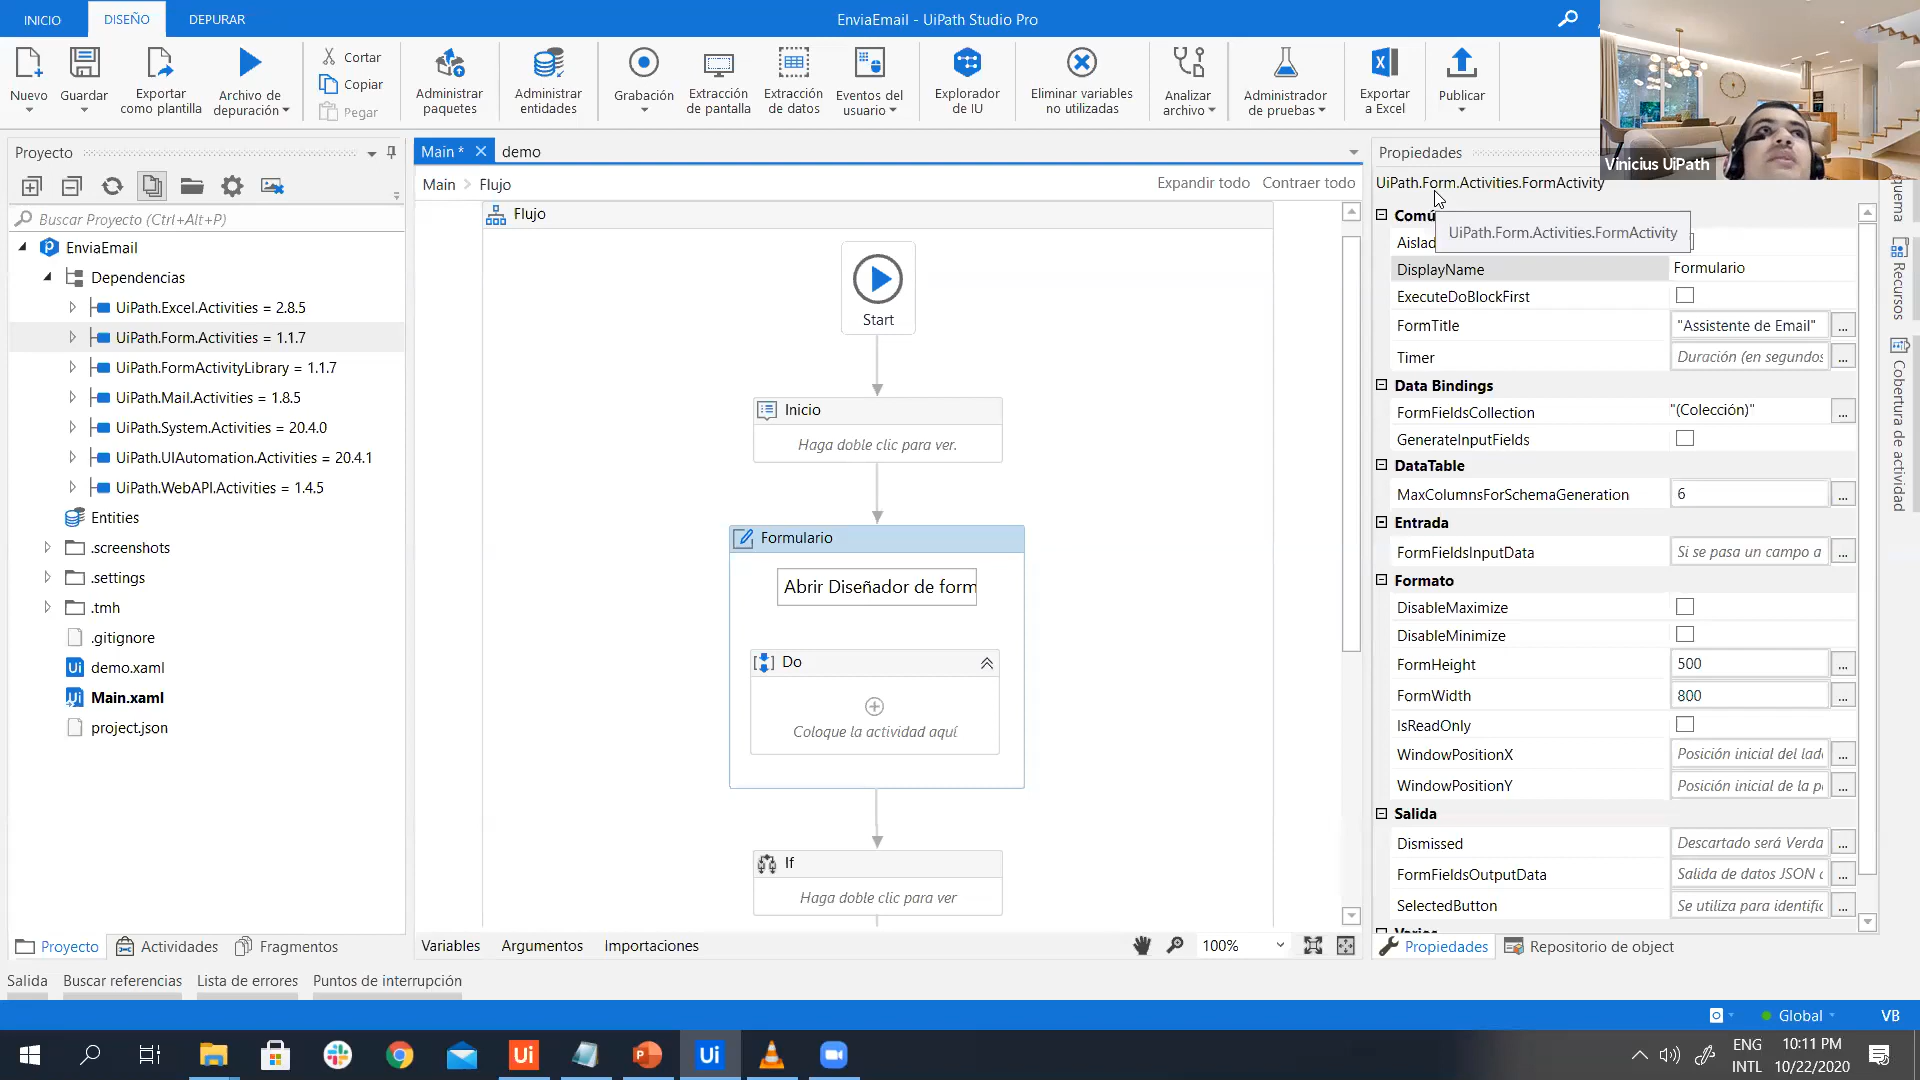 INICIO
DISEÑO
DEPURAR
EnviaEmail - UiPath Studio Pro
Nuevo
Guardar
Exportar
como plantilla
Archivo de
depuración
Cortar
Copiar
Pegar
Administrar
paquetes
Administrar
entidades
Grabación
Extracción
de pantalla
Extracción
de datos
Eventos del
usuario
Explorador
de IU
Eliminar variables
no utilizadas
Analizar
archivo
Administrador
de pruebas
Exportar
a Excel
Publicar
Vinicius UiPath
Proyecto
Buscar Proyecto (Ctrl+Alt+P)
EnviaEmail
Dependencias
UiPath.Excel.Activities = 2.8.5
UiPath.Form.Activities = 1.1.7
UiPath.FormActivityLibrary = 1.1.7
UiPath.Mail.Activities = 1.8.5
UiPath.System.Activities = 20.4.0
UiPath.UIAutomation.Activities = 20.4.1
UiPath.WebAPI.Activities = 1.4.5
Entities
.screenshots
.settings
.tmh
.gitignore
demo.xaml
Main.xaml
project.json
Proyecto
Actividades
Fragmentos
Main *
demo
Main > Flujo
Expandir todo
Contraer todo
Flujo
Start
Inicio
Haga doble clic para ver.
Formulario
Abrir Diseñador de form
Do
Coloque la actividad aquí
If
Haga doble clic para ver
Variables
Argumentos
Importaciones
100%
Propiedades
UiPath.Form.Activities.FormActivity
Comú
UiPath.Form.Activities.FormActivity
Aislad
DisplayName
Formulario
ExecuteDoBlockFirst
FormTitle
"Assistente de Email"
...
Timer
Duración (en segundos
...
Data Bindings
FormFieldsCollection
"(Colección)"
...
GenerateInputFields
DataTable
MaxColumnsForSchemaGeneration
6
...
Entrada
FormFieldsInputData
Si se pasa un campo a
...
Formato
DisableMaximize
DisableMinimize
FormHeight
500
...
FormWidth
800
...
IsReadOnly
WindowPositionX
Posición inicial del lad
...
WindowPositionY
Posición inicial de la p
...
Salida
Dismissed
Descartado será Verda
...
FormFieldsOutputData
Salida de datos JSON
...
SelectedButton
Se utiliza para identific
...
Propiedades
Repositorio de object
quema
Recursos
Cobertura de actividad
Salida
Buscar referencias
Lista de errores
Puntos de interrupción
Global
VB
ENG
INTL
10:11 PM
10/22/2020